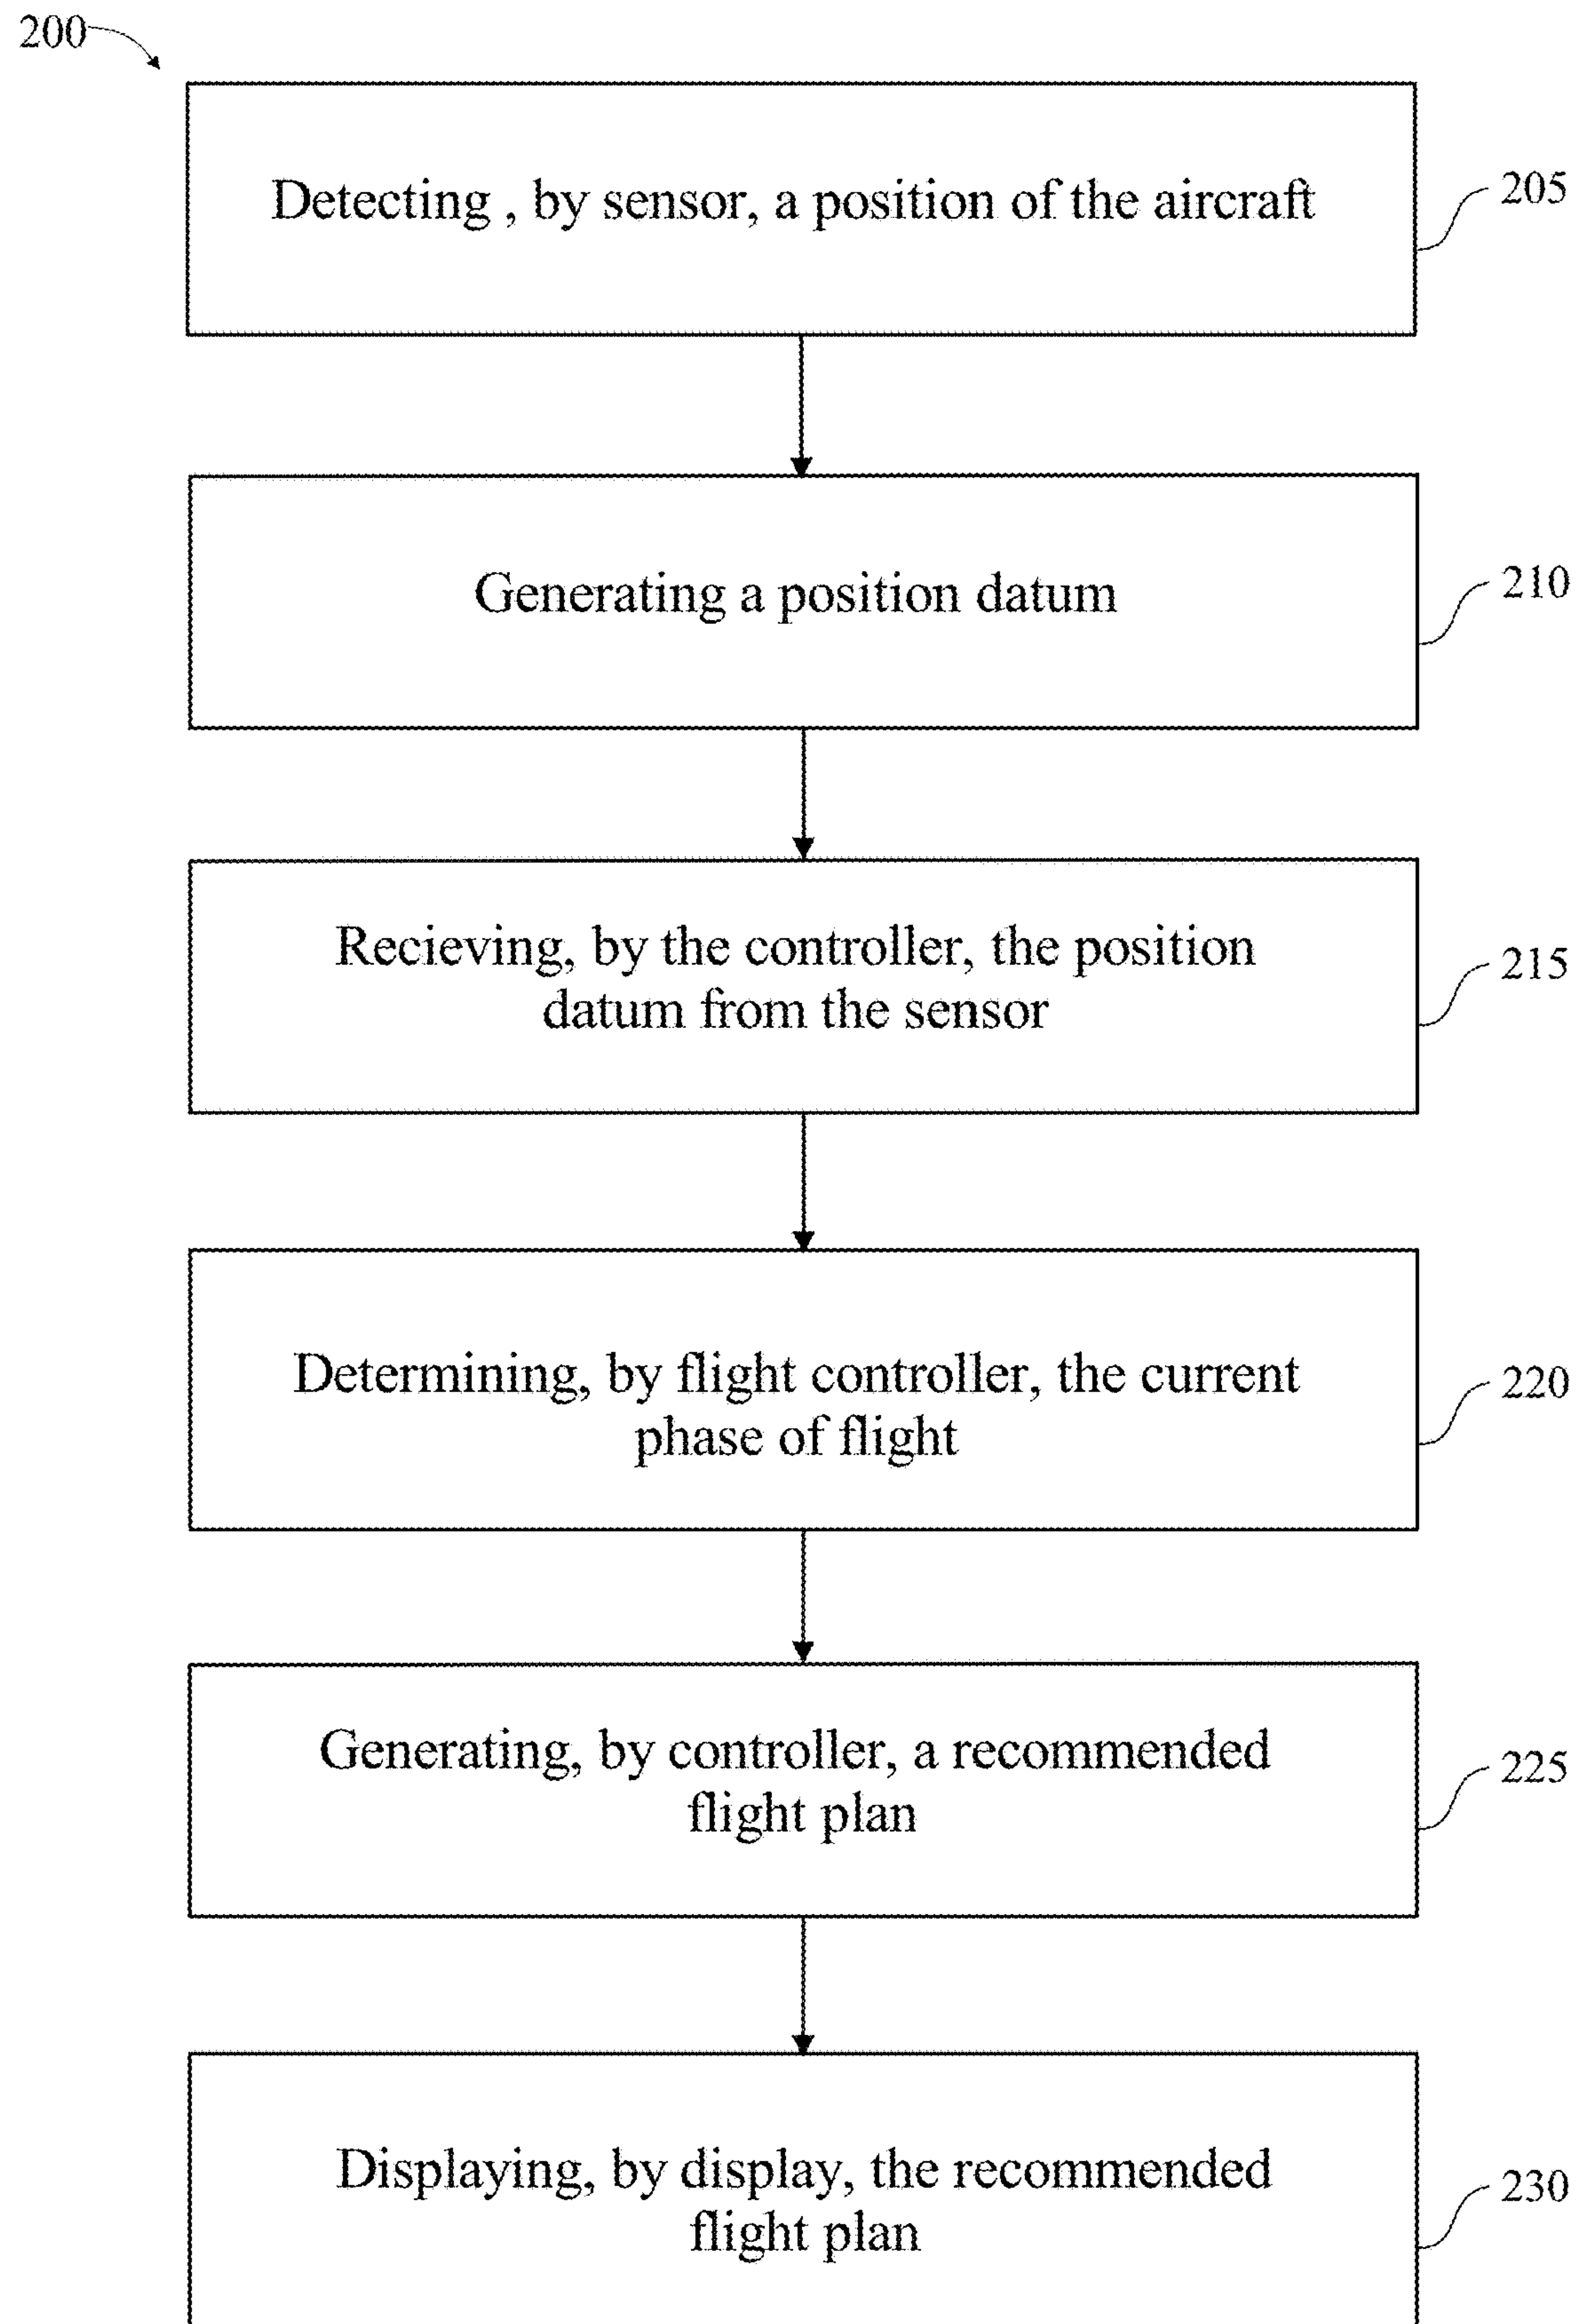 200
Detecting , by sensor, a position of the aircraft
205
Generating a position datum
210
Recieving, by the controller, the position
datum from the sensor
215
Determining, by flight controller, the current
phase of flight
220
Generating, by controller, a recommended
flight plan
225
Displaying, by display, the recommended
flight plan
230